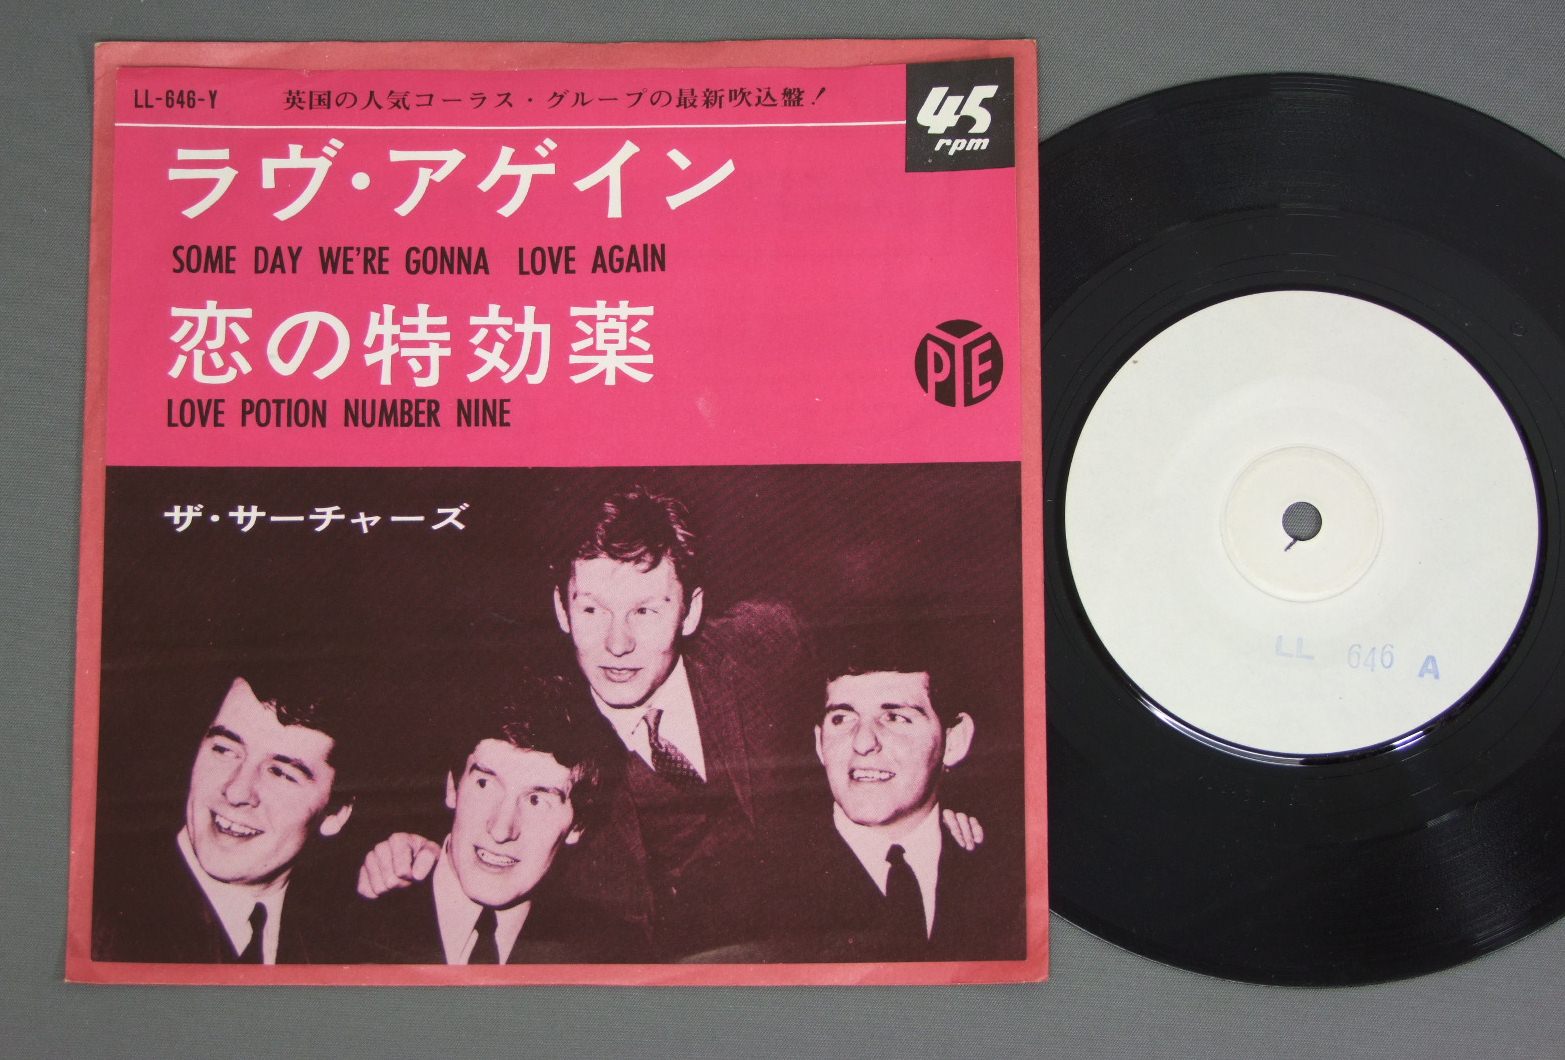 LL-646-Y 英国の人気コーラス・グループの最新吹込盤!
45
rpm
ラヴ・アゲイン
SOME DAY WE'RE GONNA LOVE AGAIN
恋の特効薬
LOVE POTION NUMBER NINE
PYE
ザ・サーチャーズ
LL 646 A